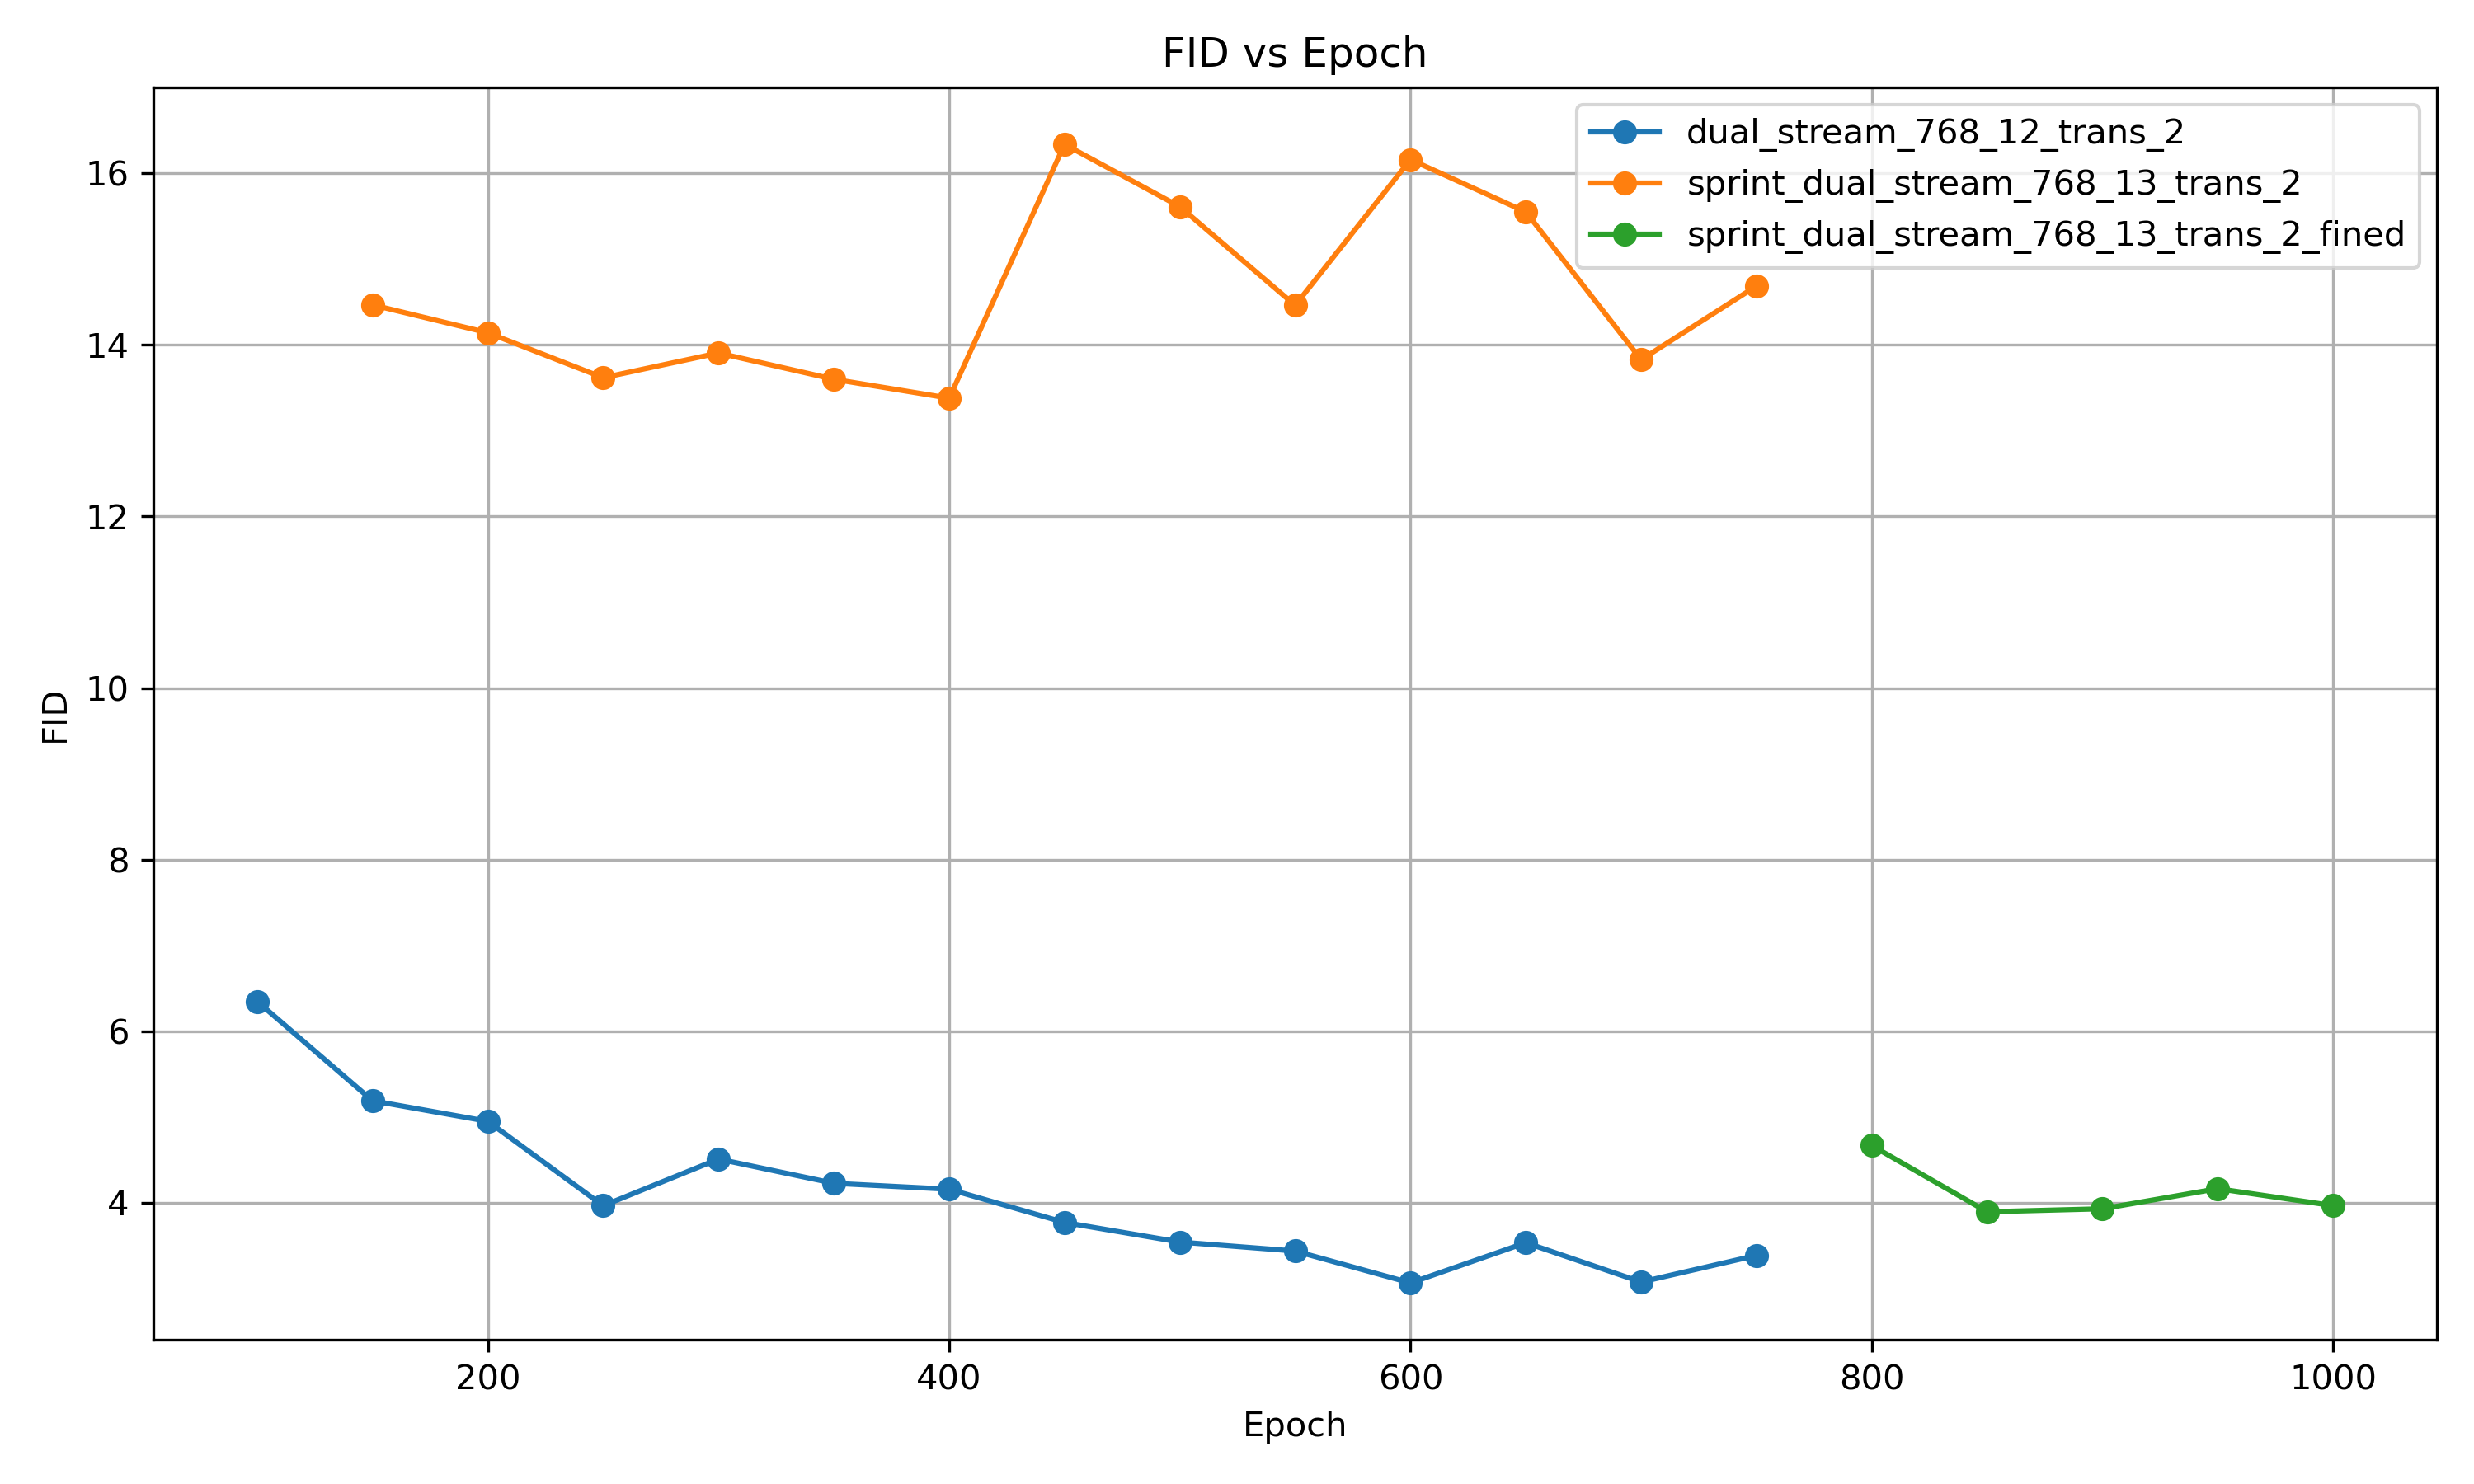 FID vs Epoch
dual_stream_768_12_trans_2
sprint_dual_stream_768_13_trans_2
sprint_dual_stream_768_13_trans_2_fined
16
14
12
10
8
6
4
FID
200
400
600
800
1000
Epoch